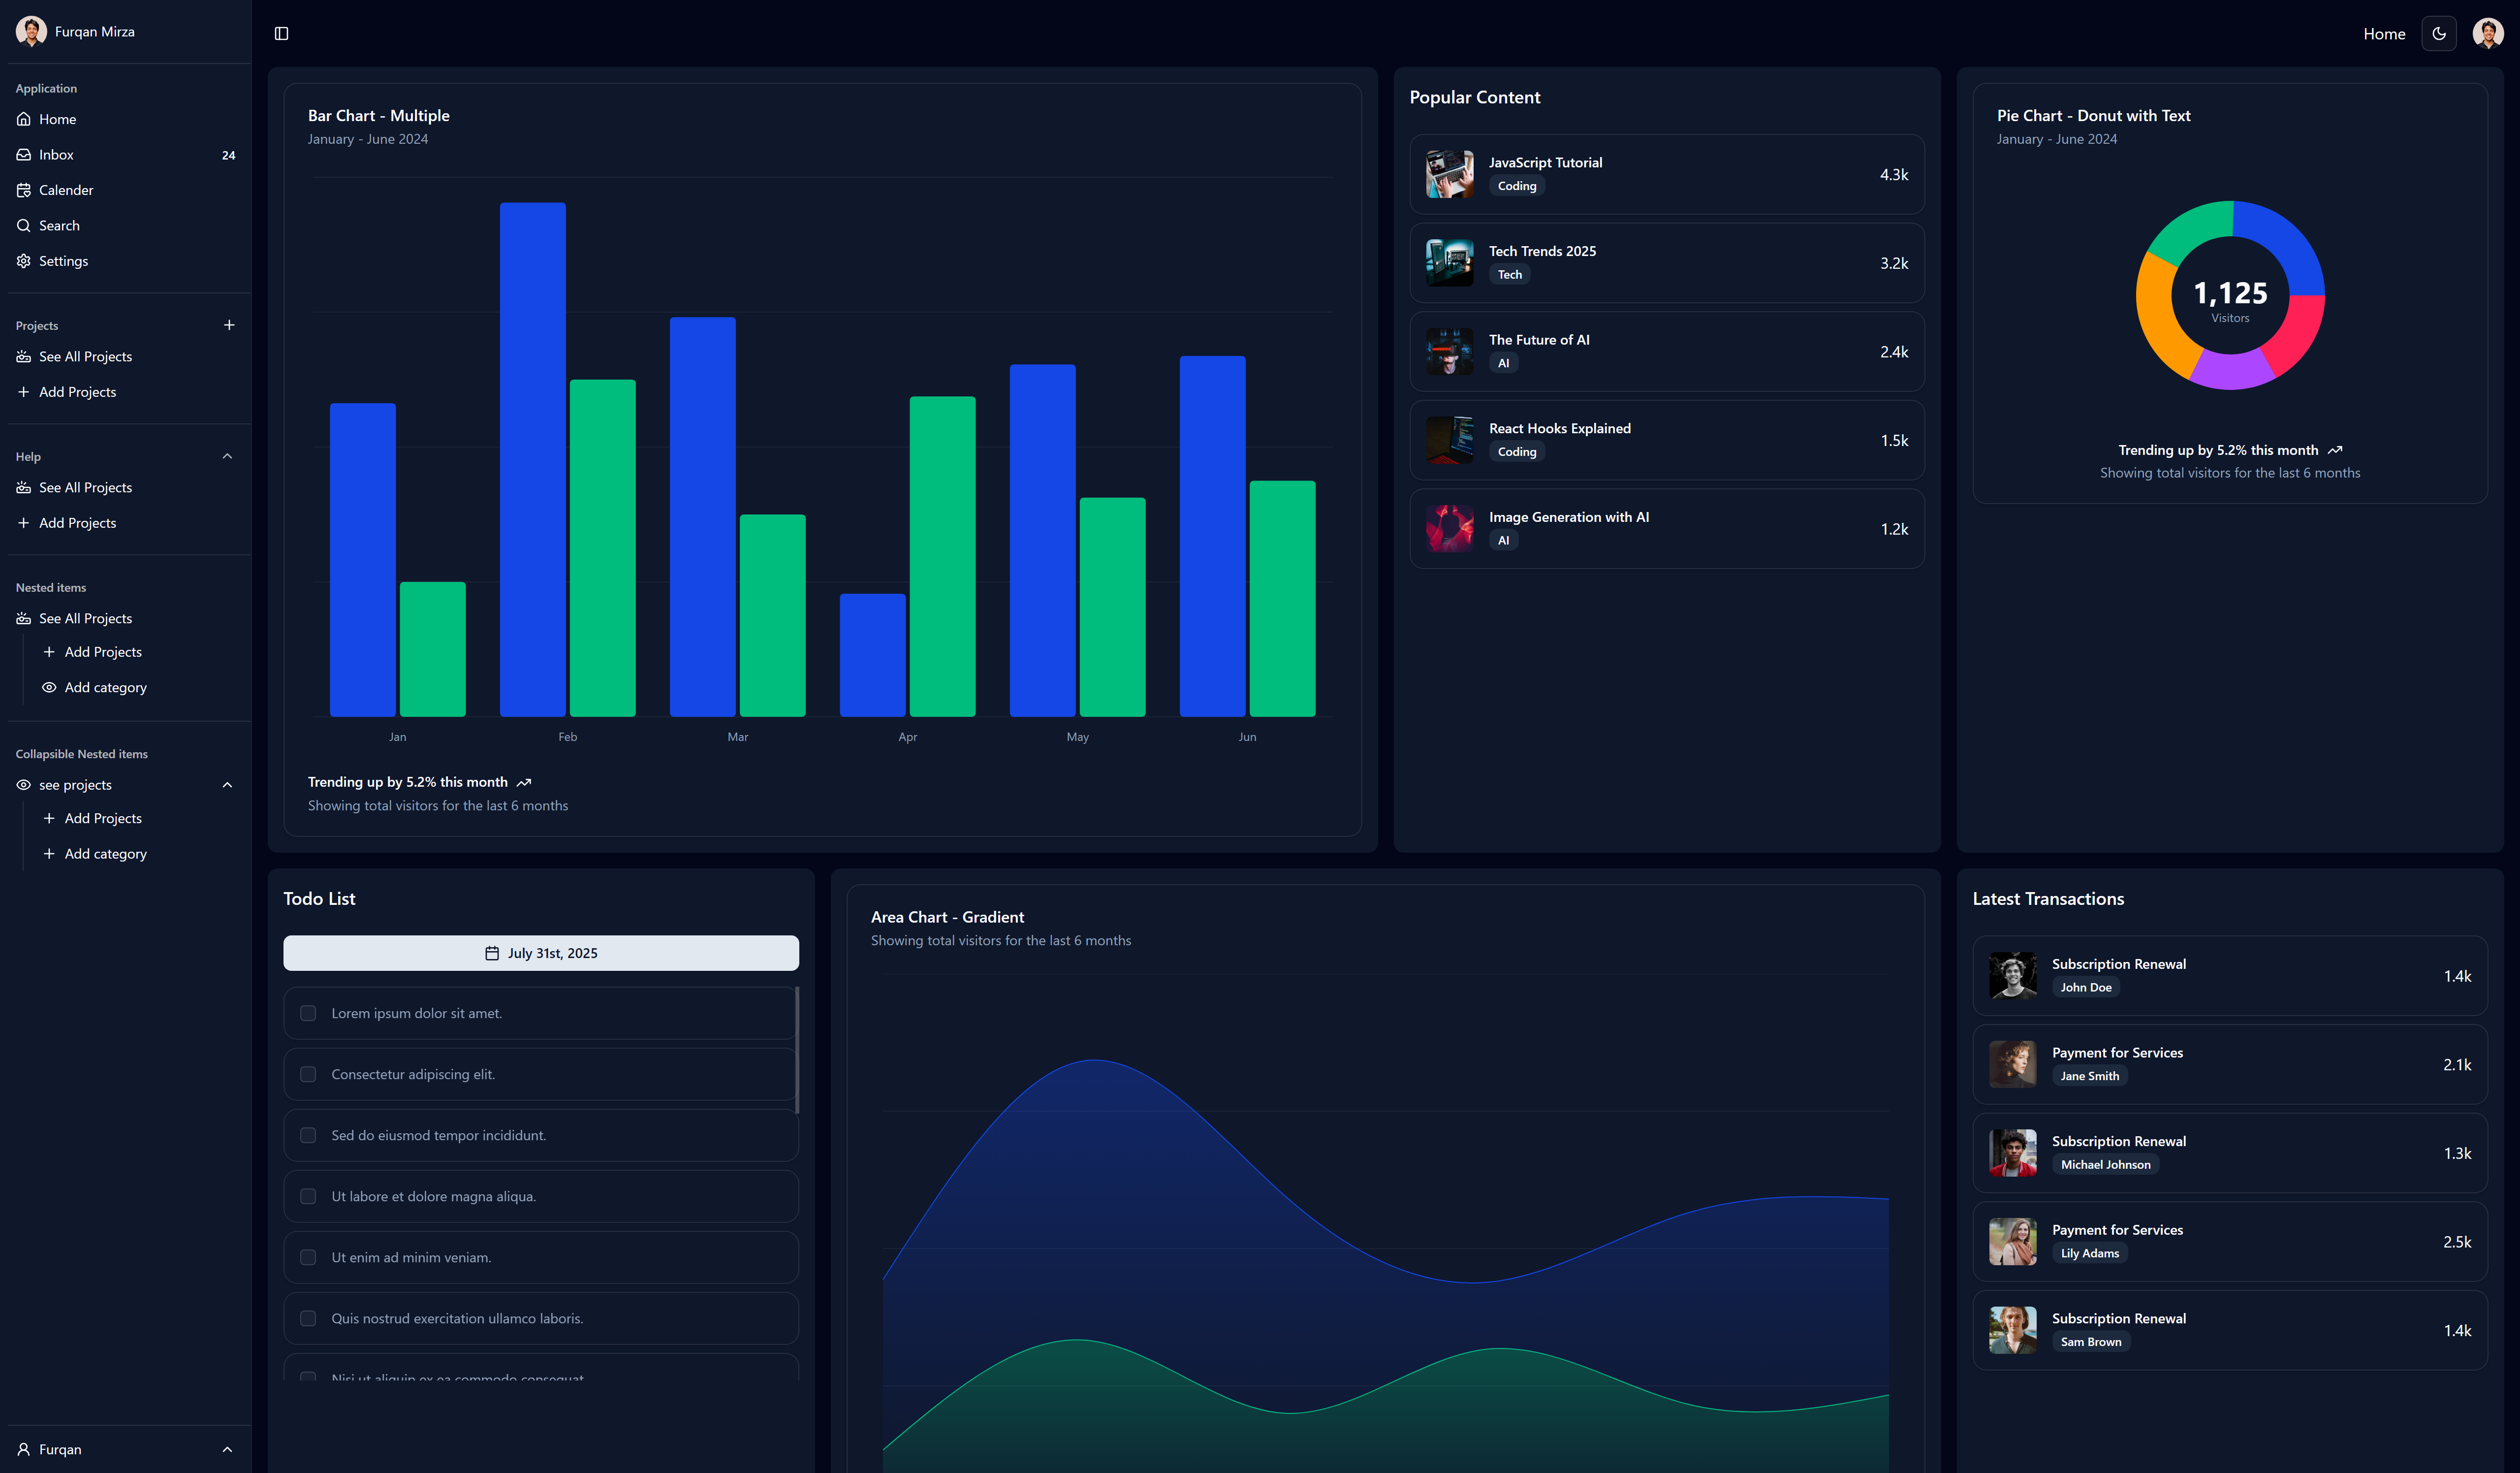 Furqan Mirza
Application
Home
Inbox 24
Calender
Search
Settings
Projects
See All Projects
Add Projects
Help
See All Projects
Add Projects
Nested items
See All Projects
Add Projects
Add category
Collapsible Nested items
see projects
Add Projects
Add category
Furqan
Home
Bar Chart - Multiple
January - June 2024
Jan Feb Mar Apr May Jun
Trending up by 5.2% this month
Showing total visitors for the last 6 months
Popular Content
JavaScript Tutorial
Coding
4.3k
Tech Trends 2025
Tech
3.2k
The Future of AI
AI
2.4k
React Hooks Explained
Coding
1.5k
Image Generation with AI
AI
1.2k
Pie Chart - Donut with Text
January - June 2024
1,125
Visitors
Trending up by 5.2% this month
Showing total visitors for the last 6 months
Todo List
July 31st, 2025
Lorem ipsum dolor sit amet.
Consectetur adipiscing elit.
Sed do eiusmod tempor incididunt.
Ut labore et dolore magna aliqua.
Ut enim ad minim veniam.
Quis nostrud exercitation ullamco laboris.
Nisi ut aliquip ex ea commodo consequat
Area Chart - Gradient
Showing total visitors for the last 6 months
Latest Transactions
Subscription Renewal
John Doe
1.4k
Payment for Services
Jane Smith
2.1k
Subscription Renewal
Michael Johnson
1.3k
Payment for Services
Lily Adams
2.5k
Subscription Renewal
Sam Brown
1.4k